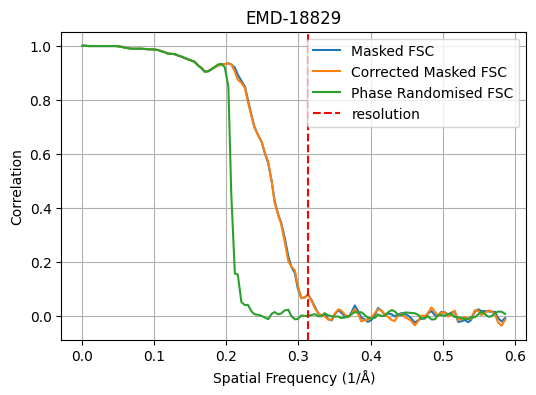 EMD-18829
1.0
0.8
0.6
0.4
0.2
0.0
Correlation
Masked FSC
Corrected Masked FSC
Phase Randomised FSC
resolution
0.0 0.1 0.2 0.3 0.4 0.5 0.6
Spatial Frequency (1/Å)